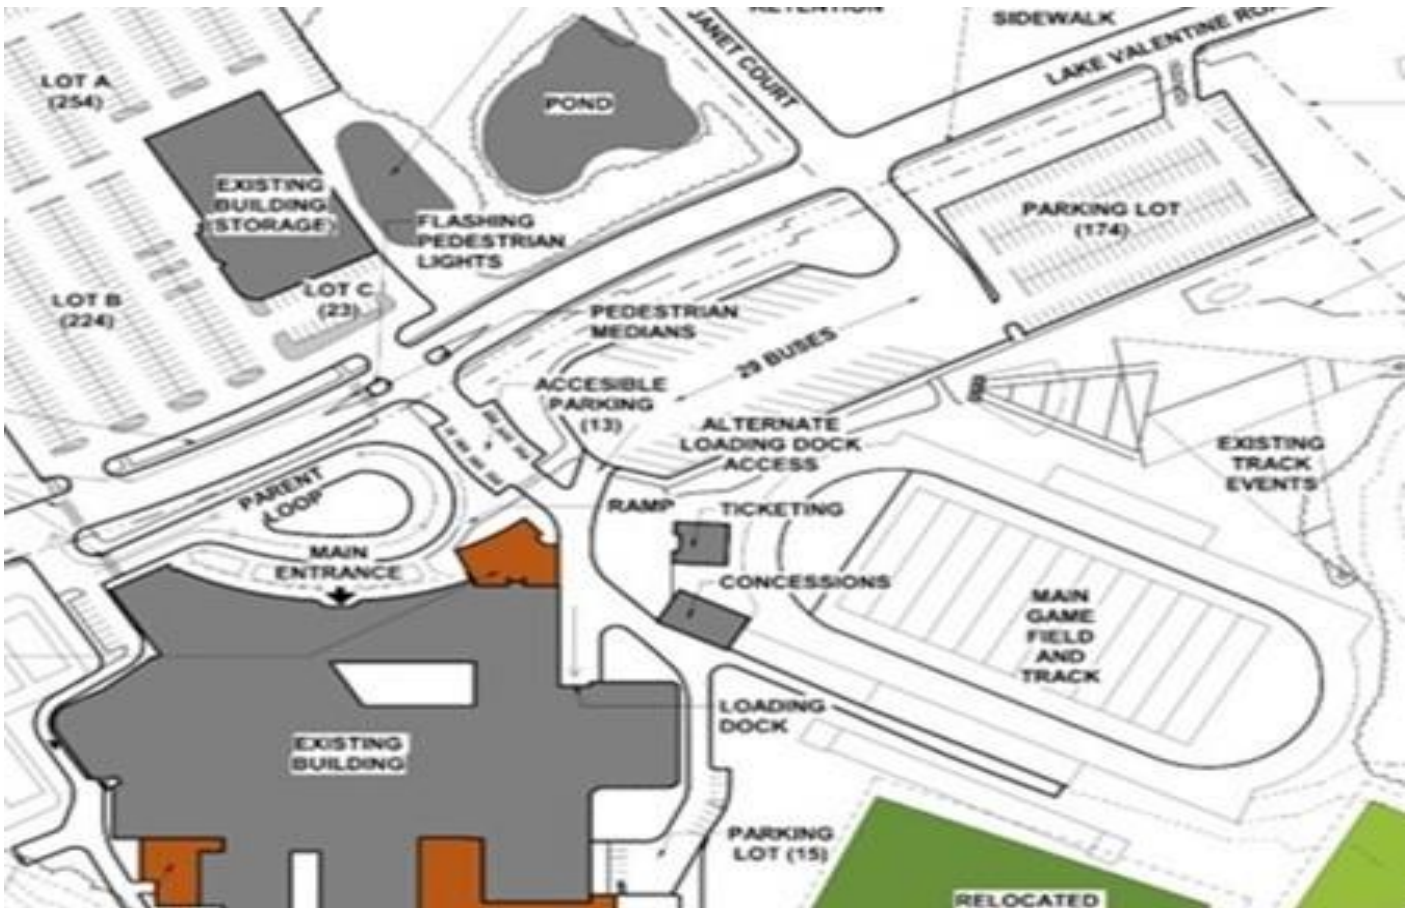 RETENTION
SIDEWALK
JANET COURT
LAKE VALENTINE ROAD
LOT A
(254)
POND
EXISTING
BUILDING
(STORAGE)
FLASHING
PEDESTRIAN
LIGHTS
PARKING LOT
(174)
LOT B
(224)
LOT C
(23)
PEDESTRIAN
MEDIANS
29 BUSES
ACCESIBLE
PARKING
(13)
ALTERNATE
LOADING DOCK
ACCESS
EXISTING
TRACK
EVENTS
PARENT
LOOP
RAMP
TICKETING
MAIN
ENTRANCE
CONCESSIONS
MAIN
GAME
FIELD
AND
TRACK
LOADING
DOCK
EXISTING
BUILDING
PARKING
LOT (15)
RELOCATED